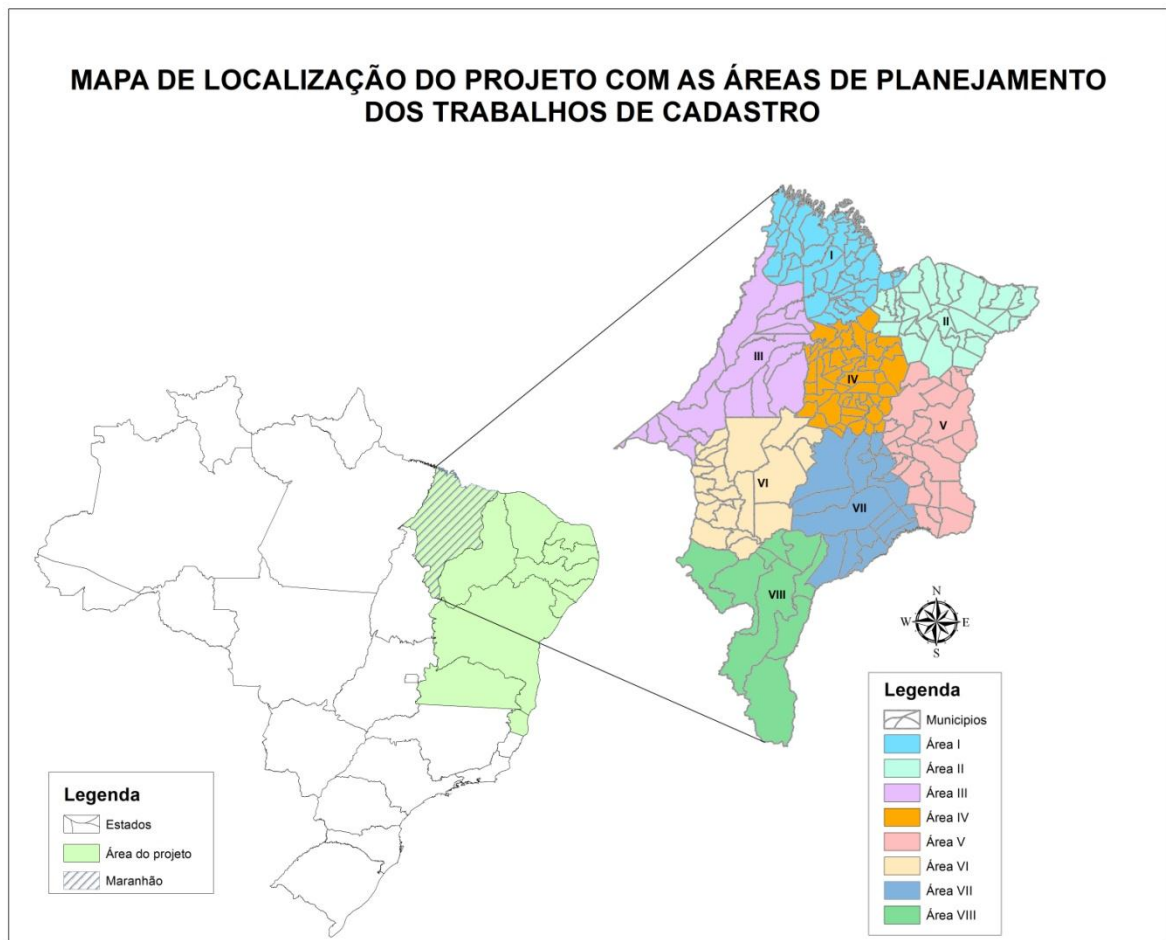 MAPA DE LOCALIZAÇÃO DO PROJETO COM AS ÁREAS DE PLANEJAMENTO
DOS TRABALHOS DE CADASTRO
I
II
III
IV
V
VI
VII
VIII
N
W
E
S
Legenda
Estados
Área do projeto
Maranhão
Legenda
Municipios
Área I
Área II
Área III
Área IV
Área V
Área VI
Área VII
Área VIII